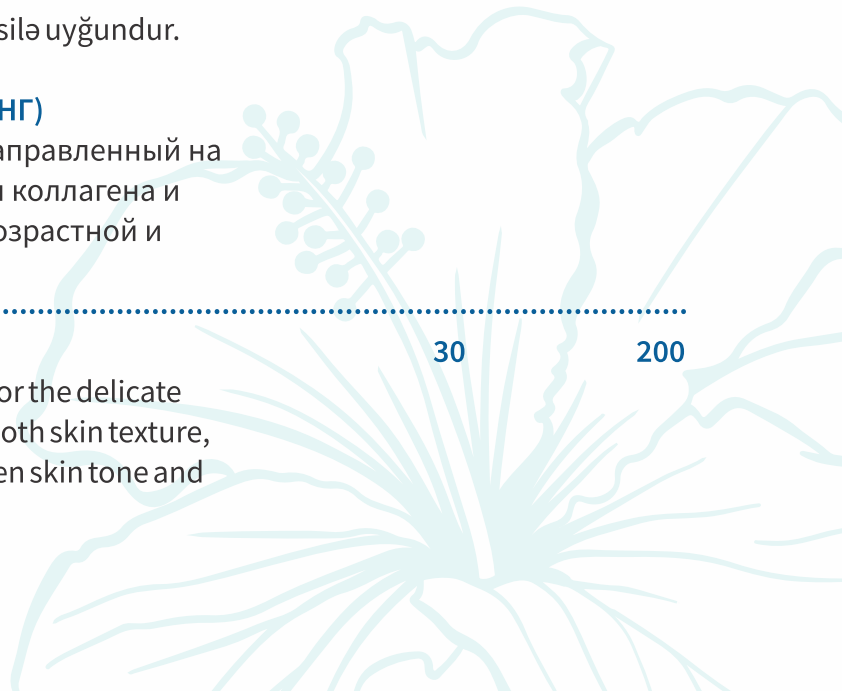 silə uyğundur.
НГ)
аправленный на
и коллагена и
озрастной и
30 200
or the delicate
oth skin texture,
en skin tone and